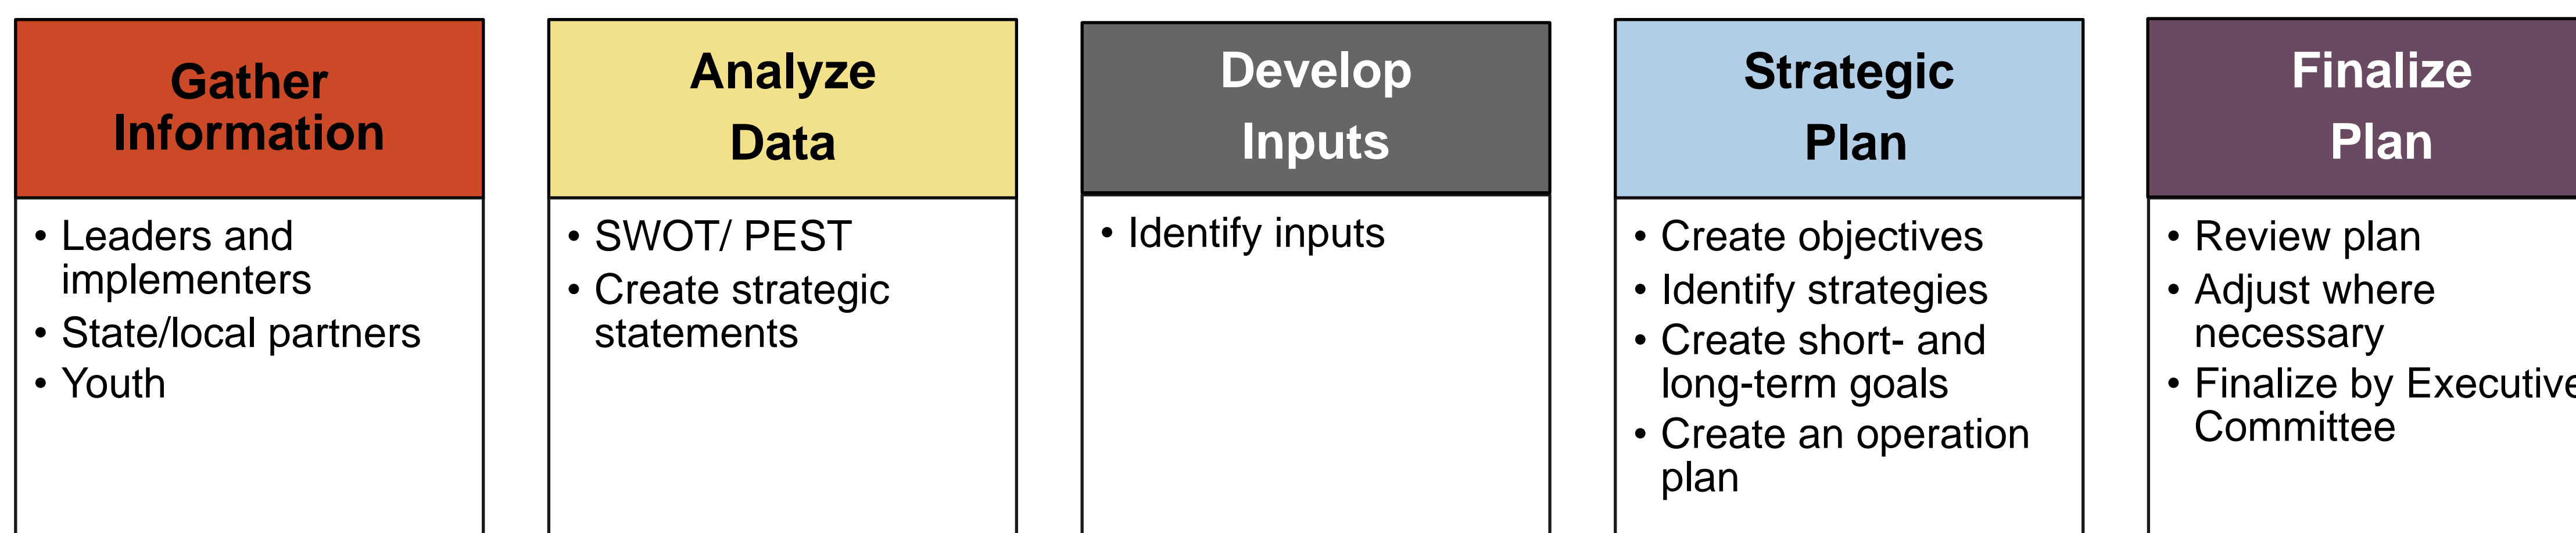 Gather
Information
• Leaders and
implementers
• State/local partners
• Youth
Analyze
Data
• SWOT/ PEST
• Create strategic
statements
Develop
Inputs
• Identify inputs
Strategic
Plan
• Create objectives
• Identify strategies
• Create short- and
long-term goals
• Create an operation
plan
Finalize
Plan
• Review plan
• Adjust where
necessary
• Finalize by Executive
Committee